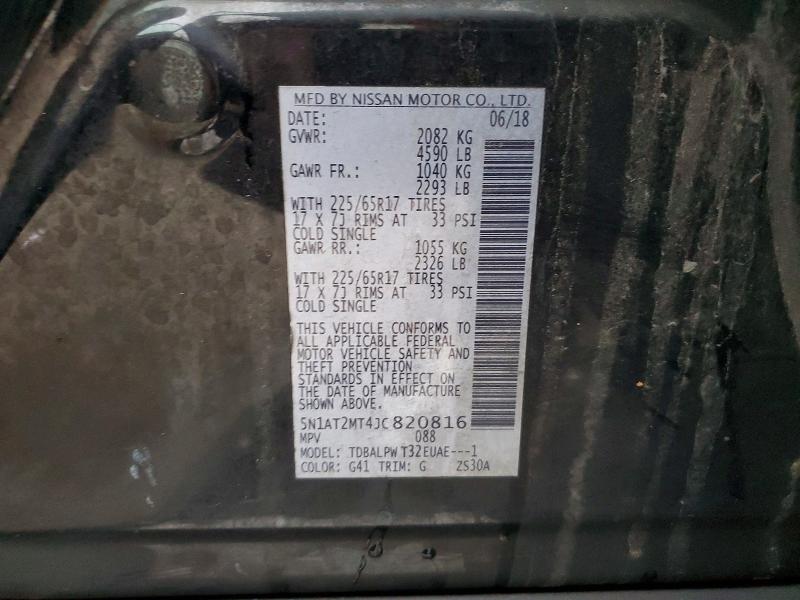 MFD BY NISSAN MOTOR CO., LTD.
DATE: 06/18
GVWR: 2082 KG
4590 LB
GAWR FR.: 1040 KG
2293 LB
WITH 225/65R17 TIRES
17 X 7J RIMS AT 33 PSI
COLD SINGLE
GAWR RR.: 1055 KG
2326 LB
WITH 225/65R17 TIRES
17 X 7J RIMS AT 33 PSI
COLD SINGLE
THIS VEHICLE CONFORMS TO
ALL APPLICABLE FEDERAL
MOTOR VEHICLE SAFETY AND
THEFT PREVENTION
STANDARDS IN EFFECT ON
THE DATE OF MANUFACTURE
SHOWN ABOVE.
5N1AT2MT4JC820816
MPV 088
MODEL: TDBALPW T32EUAE---1
COLOR: G41 TRIM: G ZS30A